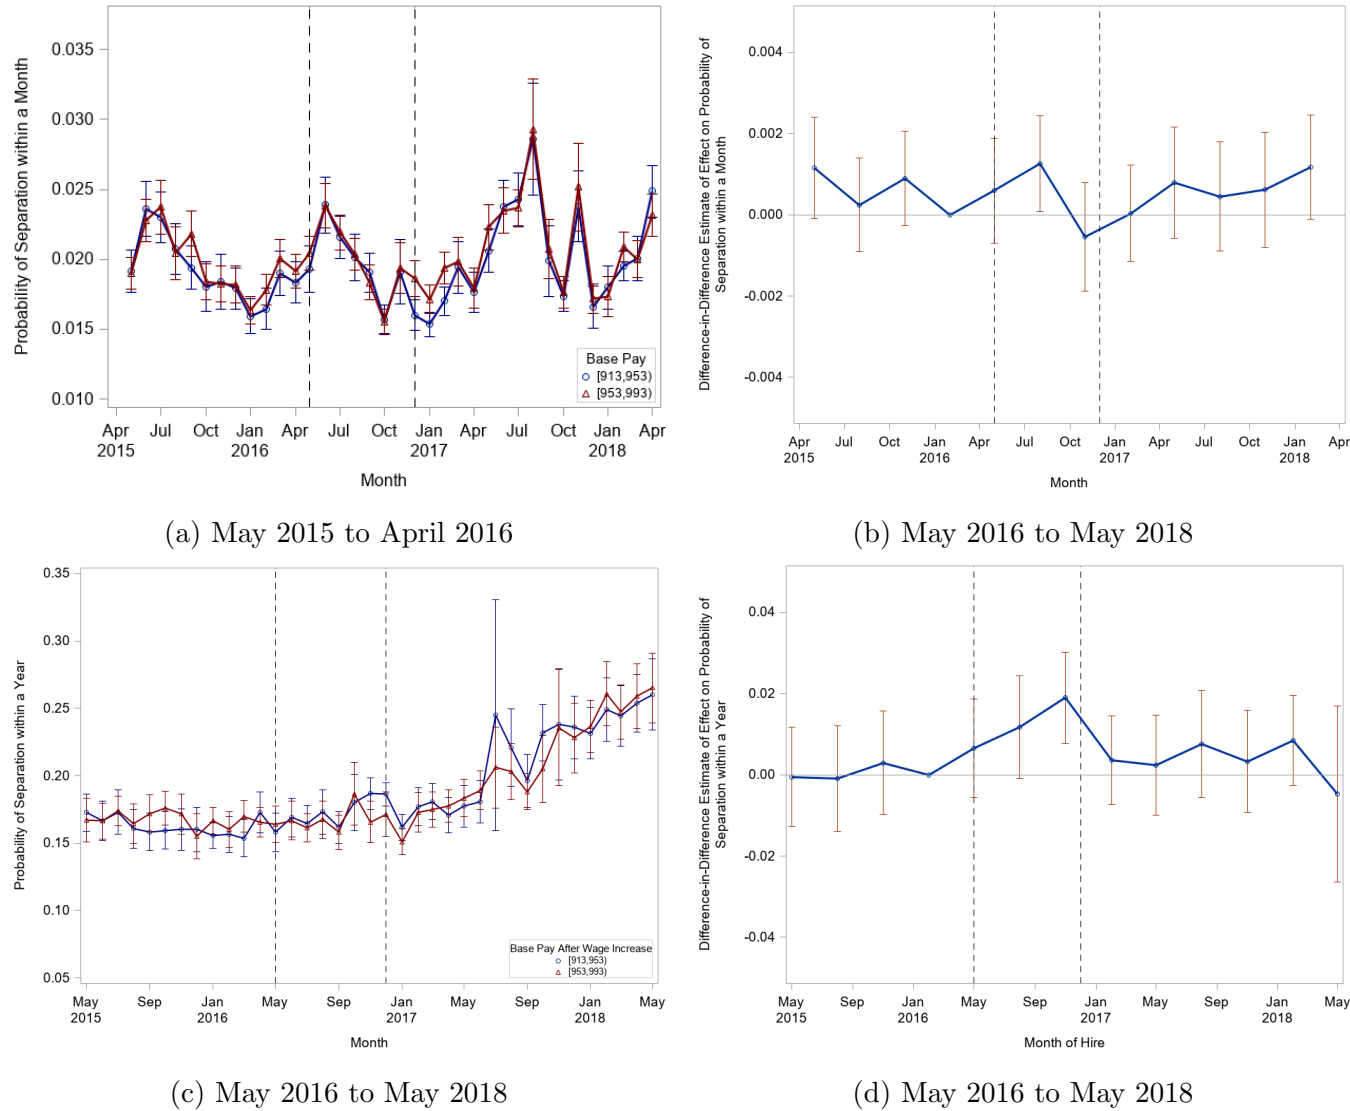 Probability of Separation within a Month
0.035
0.030
0.025
0.020
0.015
0.010
Base Pay
[913,953)
[953,993)
Apr Jul Oct Jan Apr Jul Oct Jan Apr Jul Oct Jan Apr
2015 2016 2017 2018
Month
(a) May 2015 to April 2016
Difference-in-Difference Estimate of Effect on Probability of
Separation within a Month
0.004
0.002
0.000
-0.002
-0.004
Apr Jul Oct Jan Apr Jul Oct Jan Apr Jul Oct Jan Apr
2015 2016 2017 2018
Month
(b) May 2016 to May 2018
Probability of Separation within a Year
0.35
0.30
0.25
0.20
0.15
0.10
0.05
Base Pay After Wage Increase
[913,953)
[953,993)
May Sep Jan May Sep Jan May Sep Jan May
2015 2016 2017 2018
Month
(c) May 2016 to May 2018
Difference-in-Difference Estimate of Effect on Probability of
Separation within a Year
0.04
0.02
0.00
-0.02
-0.04
May Sep Jan May Sep Jan May Sep Jan May
2015 2016 2017 2018
Month of Hire
(d) May 2016 to May 2018